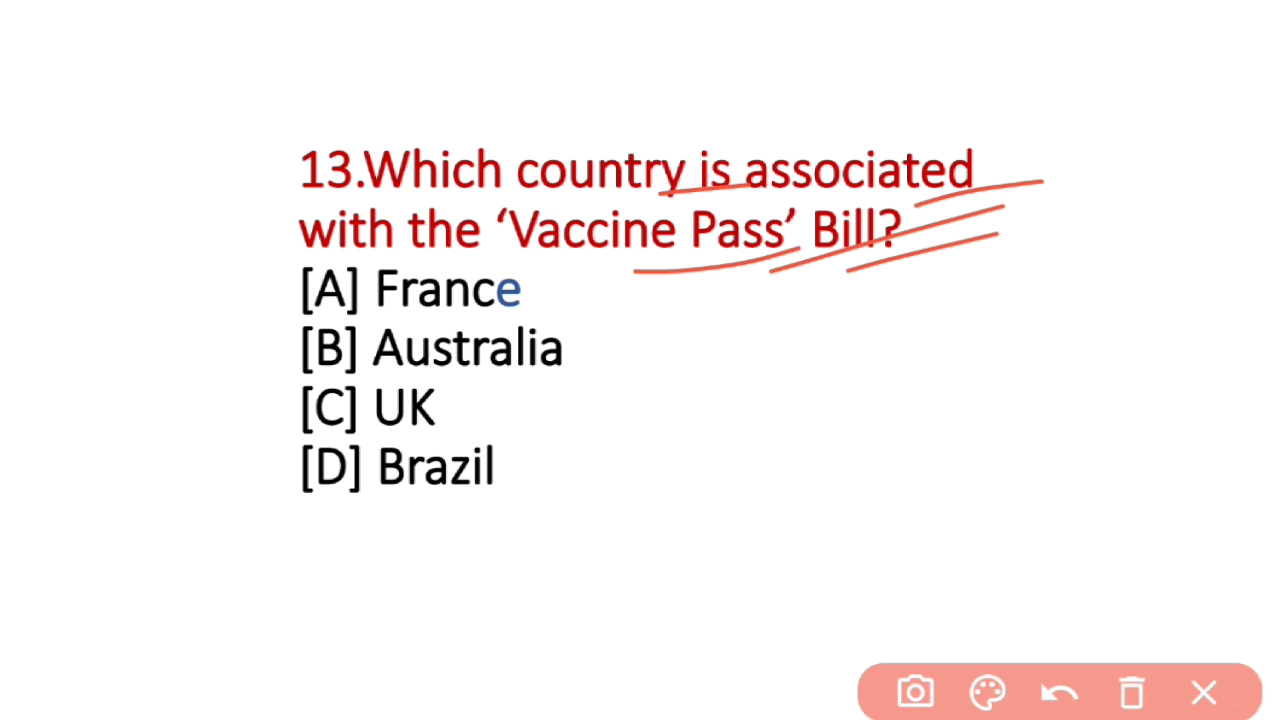 13.Which country is associated
with the ‘Vaccine Pass’ Bill?
[A] France
[B] Australia
[C] UK
[D] Brazil